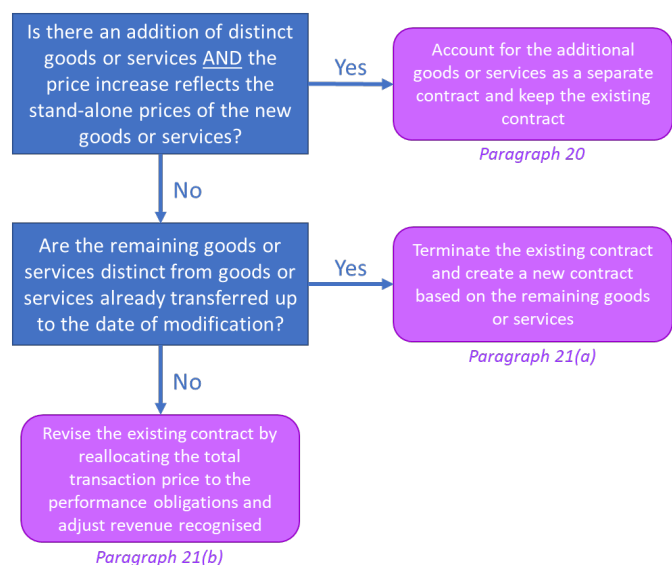 Is there an addition of distinct
goods or services AND the
price increase reflects the
stand-alone prices of the new
goods or services?
Yes
Account for the additional
goods or services as a separate
contract and keep the existing
contract
Paragraph 20
No
Are the remaining goods or
services distinct from goods or
services already transferred up
to the date of modification?
Yes
Terminate the existing contract
and create a new contract
based on the remaining goods
or services
Paragraph 21(a)
No
Revise the existing contract by
reallocating the total
transaction price to the
performance obligations and
adjust revenue recognised
Paragraph 21(b)